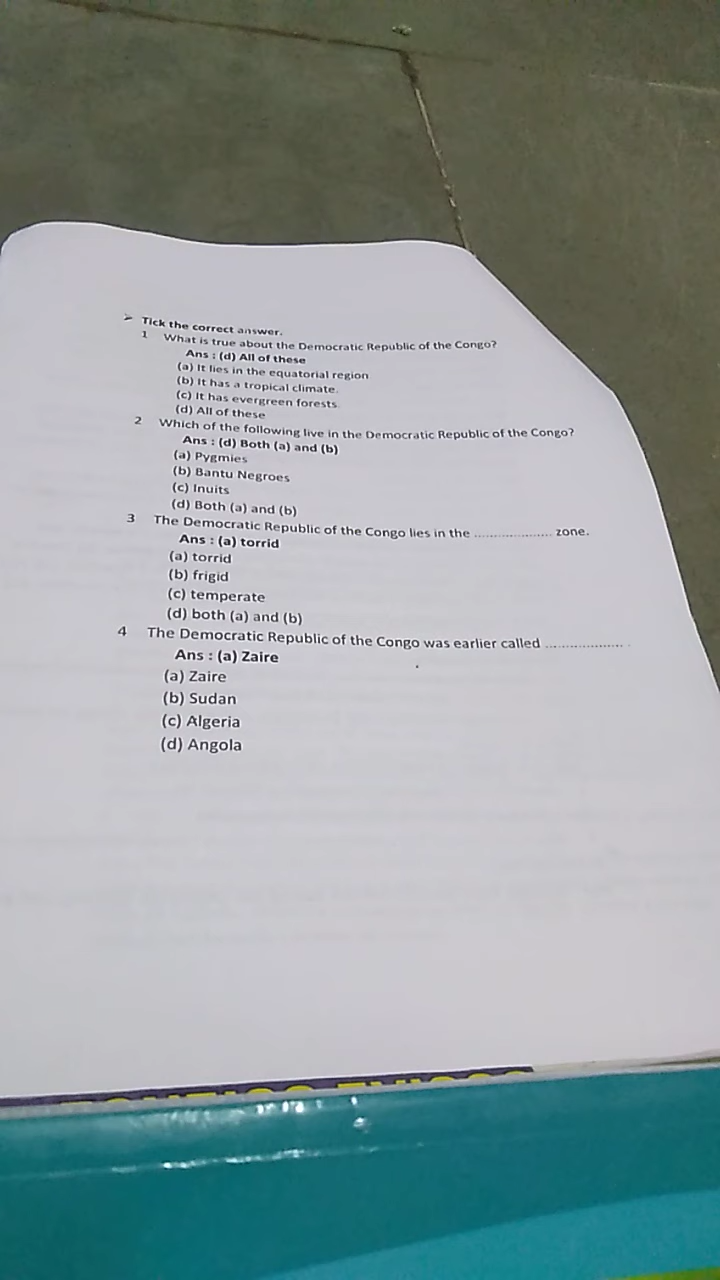 ➢ Tick the correct answer.
1 What is true about the Democratic Republic of the Congo?
Ans : (d) All of these
(a) It lies in the equatorial region
(b) It has a tropical climate.
(c) It has evergreen forests.
(d) All of these
2 Which of the following live in the Democratic Republic of the Congo?
Ans : (d) Both (a) and (b)
(a) Pygmies
(b) Bantu Negroes
(c) Inuits
(d) Both (a) and (b)
3 The Democratic Republic of the Congo lies in the ..................... zone.
Ans : (a) torrid
(a) torrid
(b) frigid
(c) temperate
(d) both (a) and (b)
4 The Democratic Republic of the Congo was earlier called ..................... .
Ans : (a) Zaire
(a) Zaire
(b) Sudan
(c) Algeria
(d) Angola